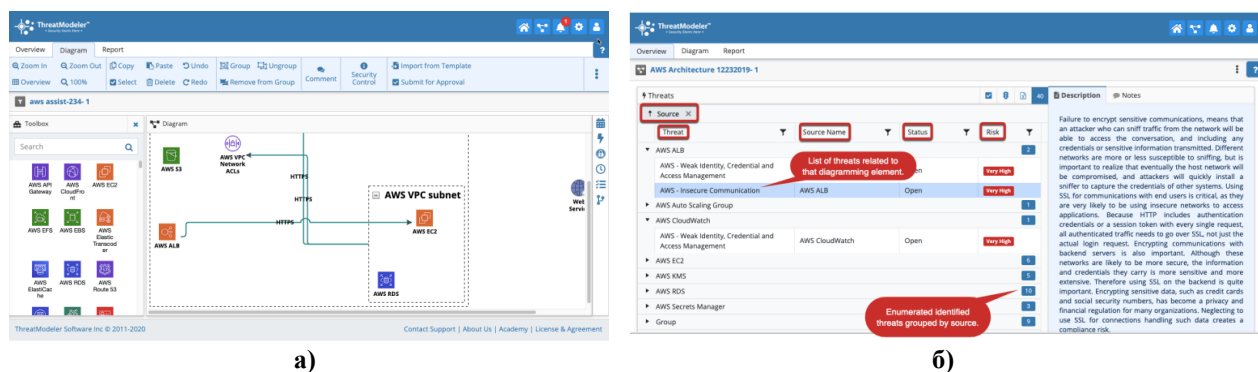 ThreatModeler™
Overview Diagram Report
Zoom In Zoom Out Copy Paste Undo Group Ungroup Import from Template
Comment Security Control
Overview 100% Select Delete Redo Remove from Group Submit for Approval
aws assist-234- 1
Toolbox
Search
AWS API Gateway
AWS CloudFront
AWS EC2
AWS EFS
AWS EBS
AWS Elastic Transcoder
AWS ElastiCache
AWS RDS
AWS Route 53
Diagram
AWS S3
AWS VPC
Network
ACLs
HTTPS
HTTPS
HTTPS
AWS ALB
AWS VPC subnet
AWS EC2
AWS RDS
Web
Servic
ThreatModeler Software Inc © 2011-2020
Contact Support | About Us | Academy | License & Agreement
а)
ThreatModeler™
Overview Diagram Report
AWS Architecture 12232019- 1
Threats
40
Source
Threat Source Name Status Risk
AWS ALB 2
AWS - Weak Identity, Credential and
Access Management
Very High
List of threats related to
that diagramming element.
AWS - Insecure Communication AWS ALB Open Very High
AWS Auto Scaling Group 1
AWS CloudWatch 1
AWS - Weak Identity, Credential and
Access Management
AWS CloudWatch Open Very High
AWS EC2 6
AWS KMS 5
AWS RDS
AWS Secrets Manager 3
Group 9
Enumerated identified
threats grouped by source.
Description Notes
Failure to encrypt sensitive communications, means that
an attacker who can sniff traffic from the network will be
able to access the conversation, and including any
credentials or sensitive information transmitted. Different
networks are more or less susceptible to sniffing, but is
important to realize that eventually the host network will
be compromised, and attackers will quickly install a
sniffer to capture the credentials of other systems. Using
SSL for communications with end users is critical, as they
are very likely to be using insecure networks to access
applications. Because HTTP includes authentication
credentials or a session token with every single request,
all authenticated traffic needs to go over SSL, not just the
actual login request. Encrypting communications with
backend servers is also important. Although these
networks are likely to be more secure, the information
and credentials they carry is more sensitive and more
extensive. Therefore using SSL on the backend is quite
important. Encrypting sensitive data, such as credit cards
and social security numbers, has become a privacy and
financial regulation for many organizations. Neglecting to
use SSL for connections handling such data creates a
compliance risk.
б)